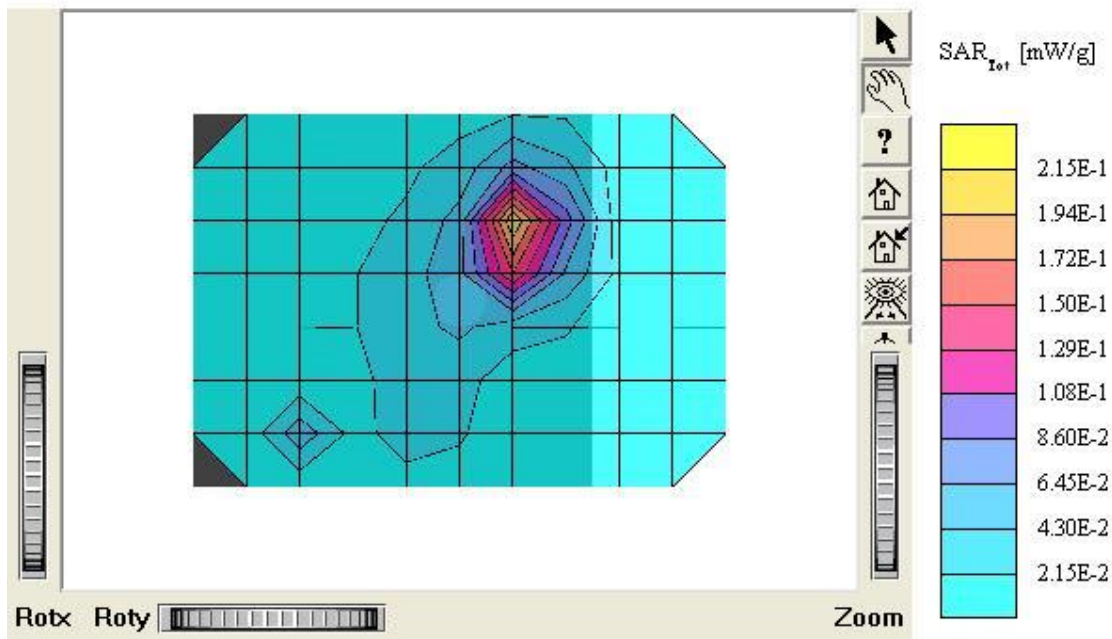 SAR_Tot [mW/g]
?
2.15E-1
1.94E-1
1.72E-1
1.50E-1
1.29E-1
1.08E-1
8.60E-2
6.45E-2
4.30E-2
2.15E-2
Rotx Roty Zoom